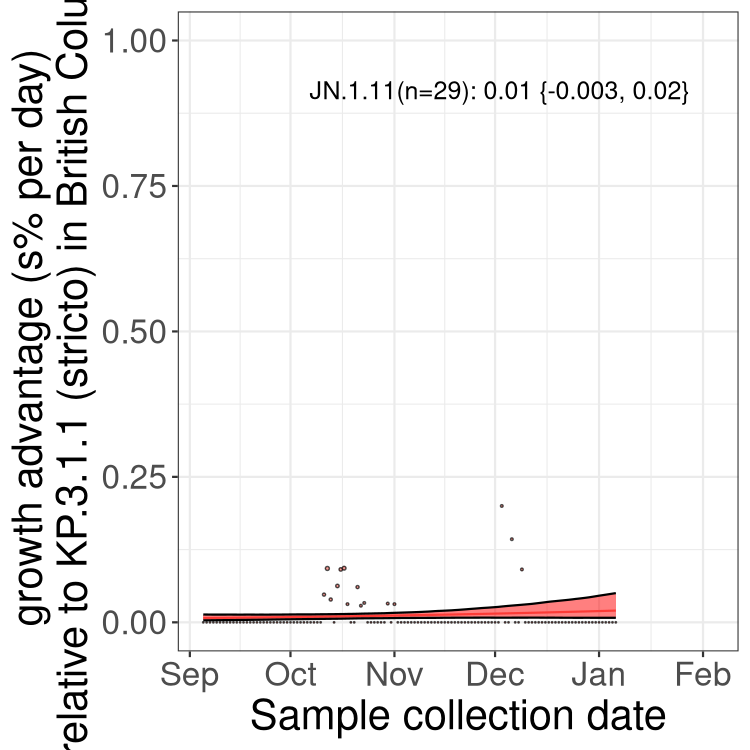 growth advantage (s% per day)
relative to KP.3.1.1 (stricto) in British Colu
1.00
0.75
0.50
0.25
0.00
JN.1.11(n=29): 0.01 {-0.003, 0.02}
Sep Oct Nov Dec Jan Feb
Sample collection date